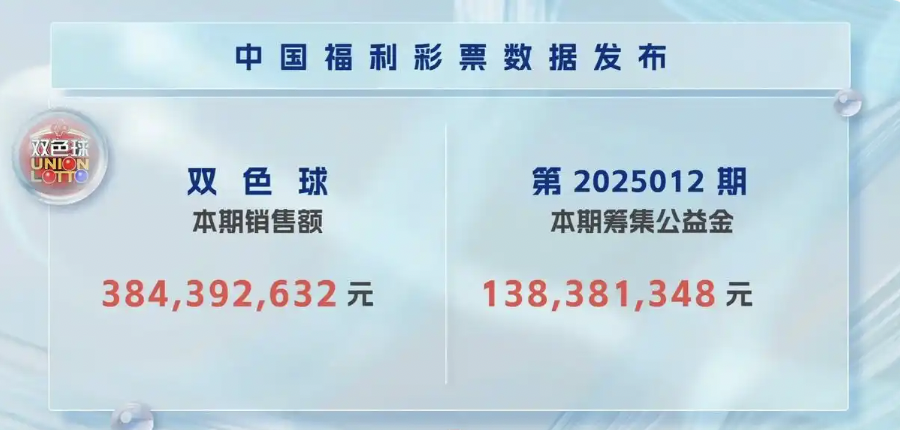 中国福利彩票数据发布
双色球
UNION
LOTTO
双色球
本期销售额
384,392,632 元
第 2025012 期
本期筹集公益金
138,381,348 元